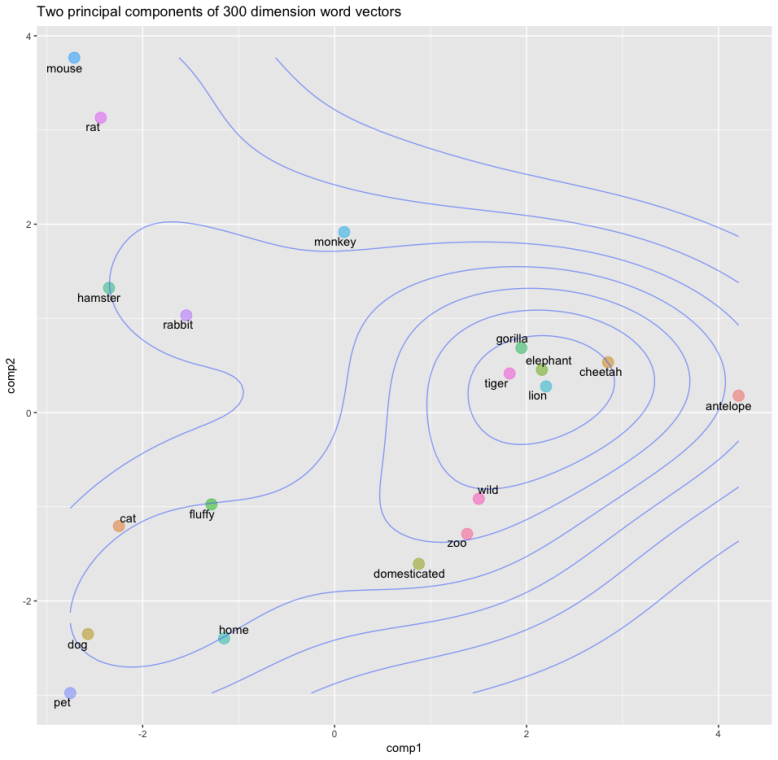 Two principal components of 300 dimension word vectors
4
mouse
rat
2
monkey
hamster
rabbit
gorilla
elephant
cheetah
tiger
lion
antelope
comp2
0
wild
cat
fluffy
zoo
domesticated
-2
home
dog
pet
-2
0
2
4
comp1